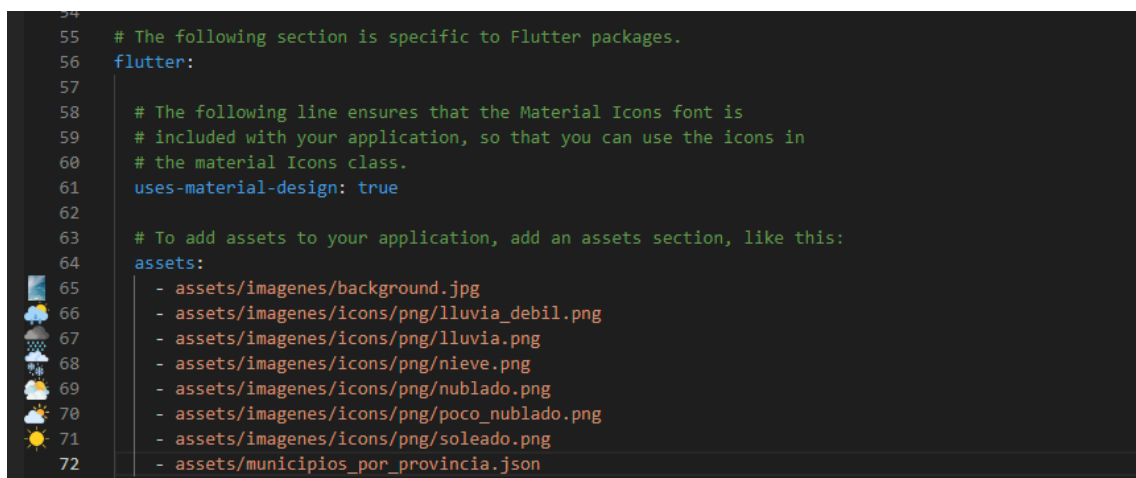 54
55 # The following section is specific to Flutter packages.
56 flutter:
57
58 # The following line ensures that the Material Icons font is
59 # included with your application, so that you can use the icons in
60 # the material Icons class.
61 uses-material-design: true
62
63 # To add assets to your application, add an assets section, like this:
64 assets:
65 - assets/imagenes/background.jpg
66 - assets/imagenes/icons/png/lluvia_debil.png
67 - assets/imagenes/icons/png/lluvia.png
68 - assets/imagenes/icons/png/nieve.png
69 - assets/imagenes/icons/png/nublado.png
70 - assets/imagenes/icons/png/poco_nublado.png
71 - assets/imagenes/icons/png/soleado.png
72 - assets/municipios_por_provincia.json